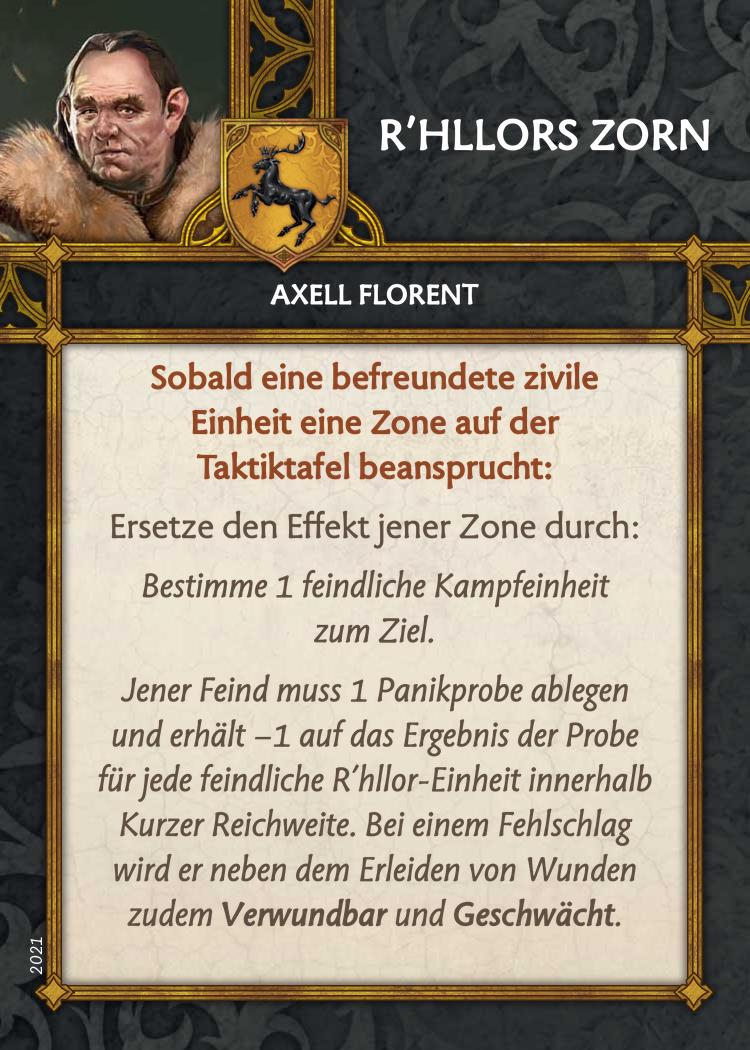 R'HLLORS ZORN
AXELL FLORENT
Sobald eine befreundete zivile
Einheit eine Zone auf der
Taktiktafel beansprucht:
Ersetze den Effekt jener Zone durch:
Bestimme 1 feindliche Kampfeinheit
zum Ziel.
Jener Feind muss 1 Panikprobe ablegen
und erhält –1 auf das Ergebnis der Probe
für jede feindliche R'hllor-Einheit innerhalb
Kurzer Reichweite. Bei einem Fehlschlag
wird er neben dem Erleiden von Wunden
zudem Verwundbar und Geschwächt.
2021